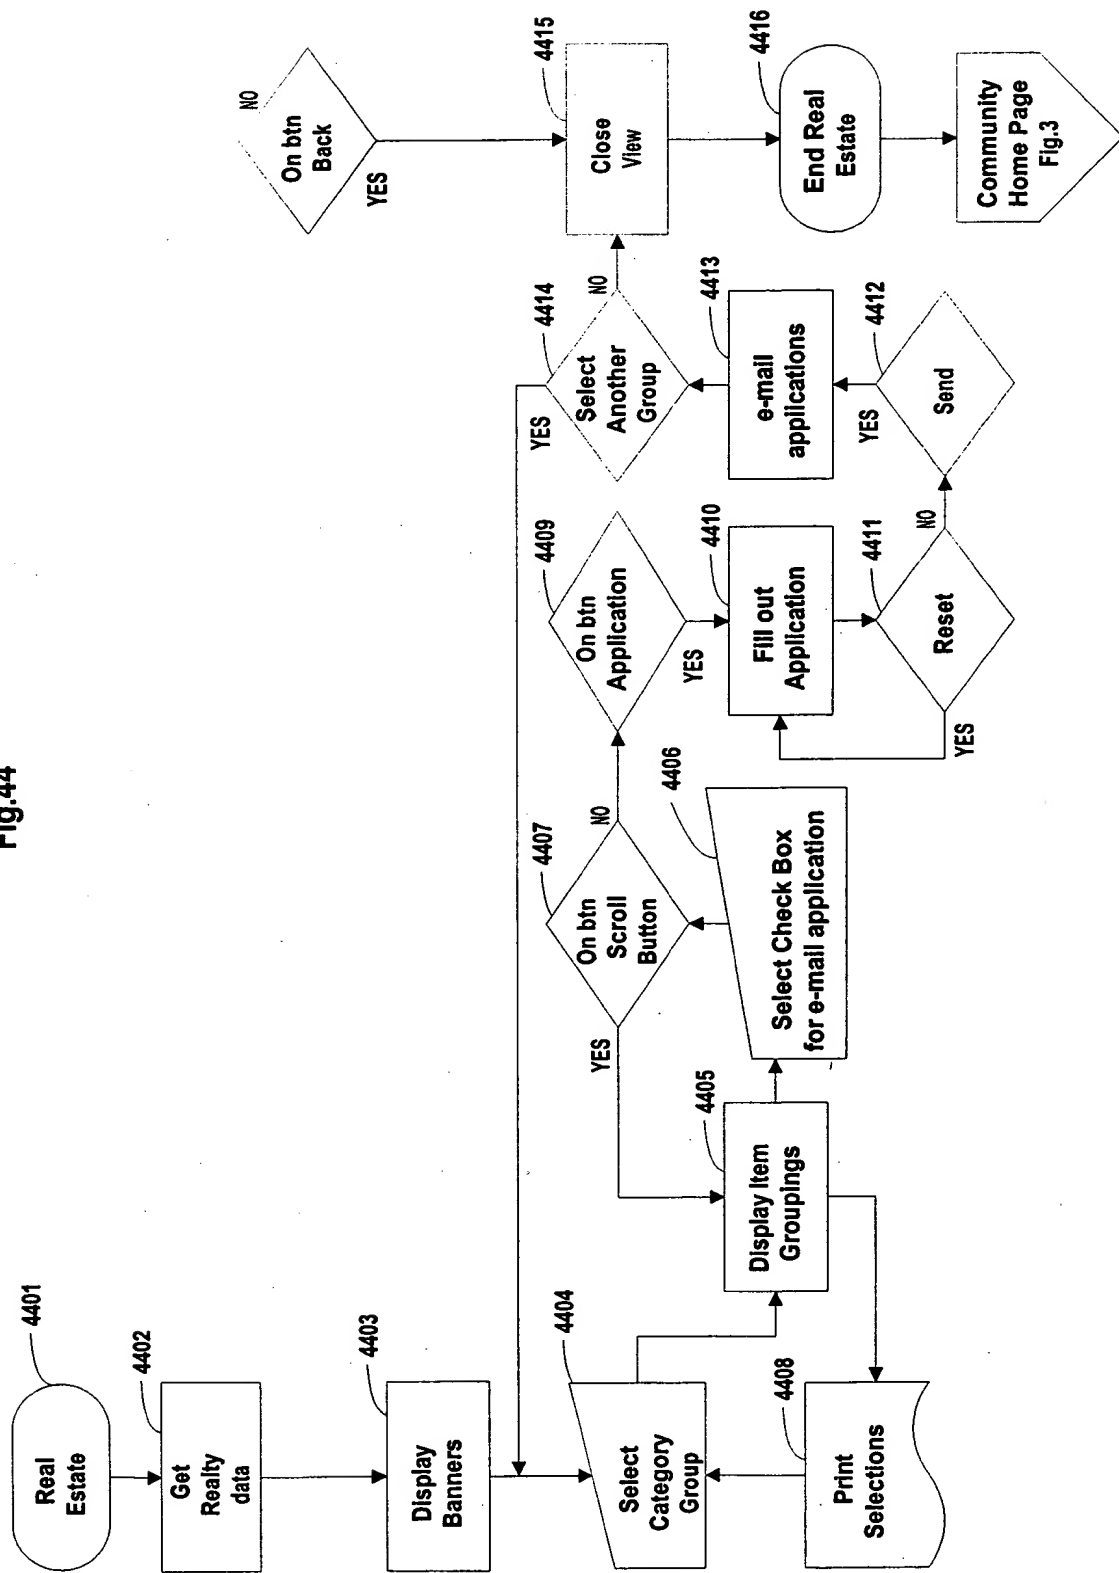 Fig.44
4401
Real
Estate
4402
Get
Realty
data
4403
Display
Banners
4404
Select
Category
Group
4408
Print
Selections
4405
Display Item
Groupings
4406
Select Check Box
for e-mail application
4407
On btn
Scroll
Button
YES
NO
4409
On btn
Application
YES
4410
Fill out
Application
4411
Reset
YES
NO
4412
Send
YES
4413
e-mail
applications
4414
Select
Another
Group
YES
NO
On btn
Back
NO
YES
4415
Close
View
4416
End Real
Estate
Community
Home Page
Fig.3